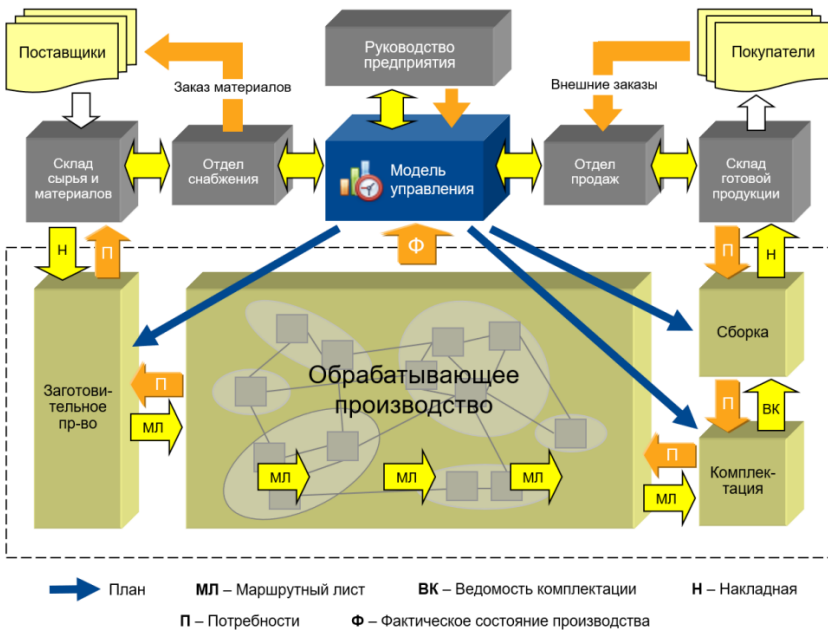 Поставщики
Руководство
предприятия
Покупатели
Заказ материалов
Внешние заказы
Склад
сырья и
материалов
Отдел
снабжения
Модель
управления
Отдел
продаж
Склад
готовой
продукции
Н
П
Ф
П
Н
Сборка
Заготови-
тельное
пр-во
П
МЛ
Обрабатывающее
производство
МЛ
МЛ
МЛ
П
ВК
П
МЛ
Комплек-
тация
План
МЛ – Маршрутный лист
ВК – Ведомость комплектации
Н – Накладная
П – Потребности
Ф – Фактическое состояние производства